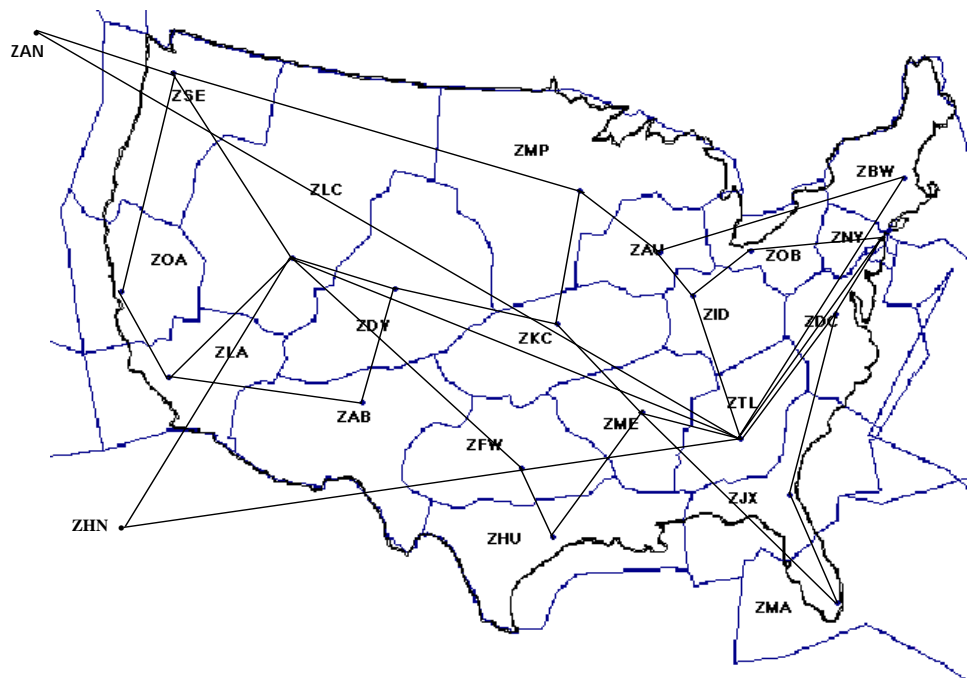 ZAN
ZSE
ZMP
ZLC
ZBW
ZOA
ZAU
ZNY
ZOB
ZID
ZDV
ZDC
ZKC
ZLA
ZAB
ZTL
ZME
ZFW
ZJX
ZHN
ZHU
ZMA